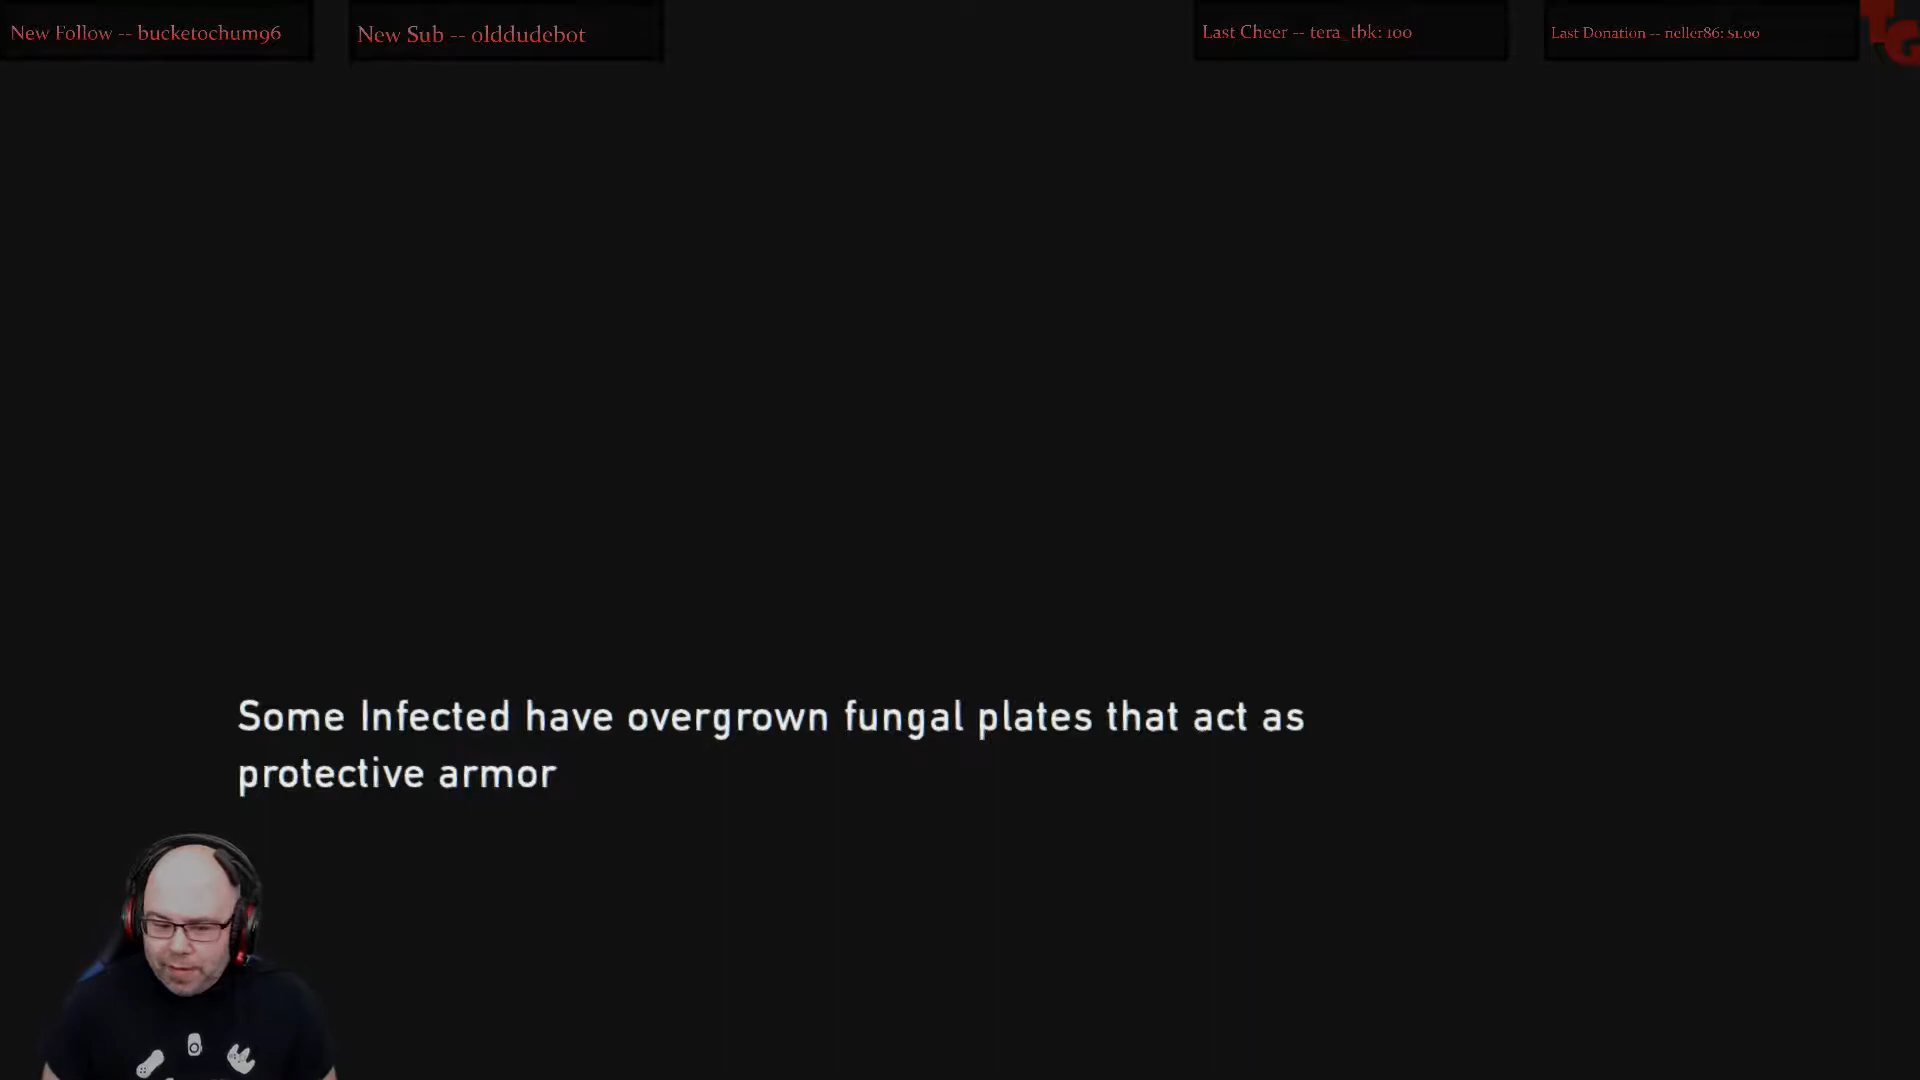 New Follow -- bucketochum96
New Sub -- olddudebot
Last Cheer -- tera_tbk: 100
Last Donation -- neller86: $1.00
TG
Some Infected have overgrown fungal plates that act as
protective armor